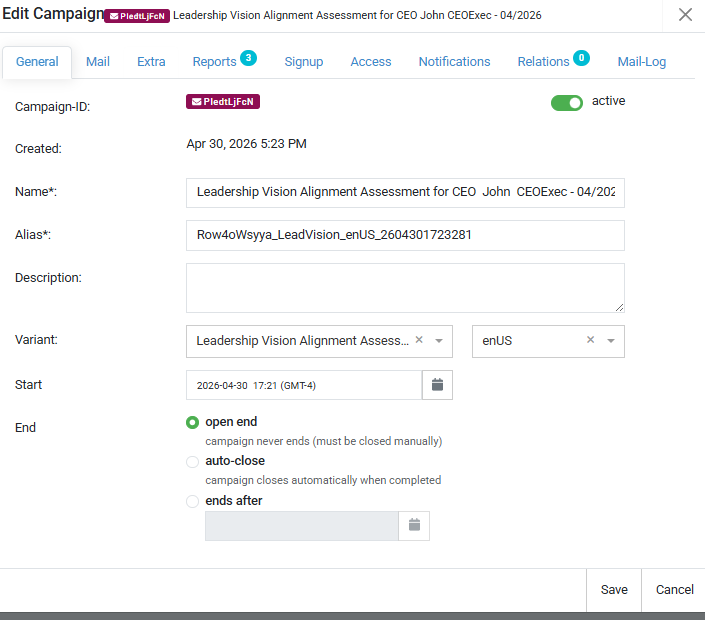 Edit Campaign PledtLjFcN Leadership Vision Alignment Assessment for CEO John CEOExec - 04/2026
General Mail Extra Reports 3 Signup Access Notifications Relations 0 Mail-Log
Campaign-ID: PledtLjFcN active
Created: Apr 30, 2026 5:23 PM
Name*: Leadership Vision Alignment Assessment for CEO John CEOExec - 04/202
Alias*: Row4oWsyya_LeadVision_enUS_2604301723281
Description:
Variant: Leadership Vision Alignment Assess... × enUS ×
Start 2026-04-30 17:21 (GMT-4)
End open end
campaign never ends (must be closed manually)
auto-close
campaign closes automatically when completed
ends after
Save Cancel